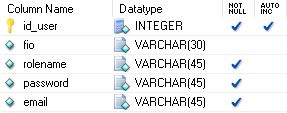 Column Name Datatype NOT NULL AUTO INC
id_user INTEGER
fio VARCHAR(30)
rolename VARCHAR(45)
password VARCHAR(45)
email VARCHAR(45)